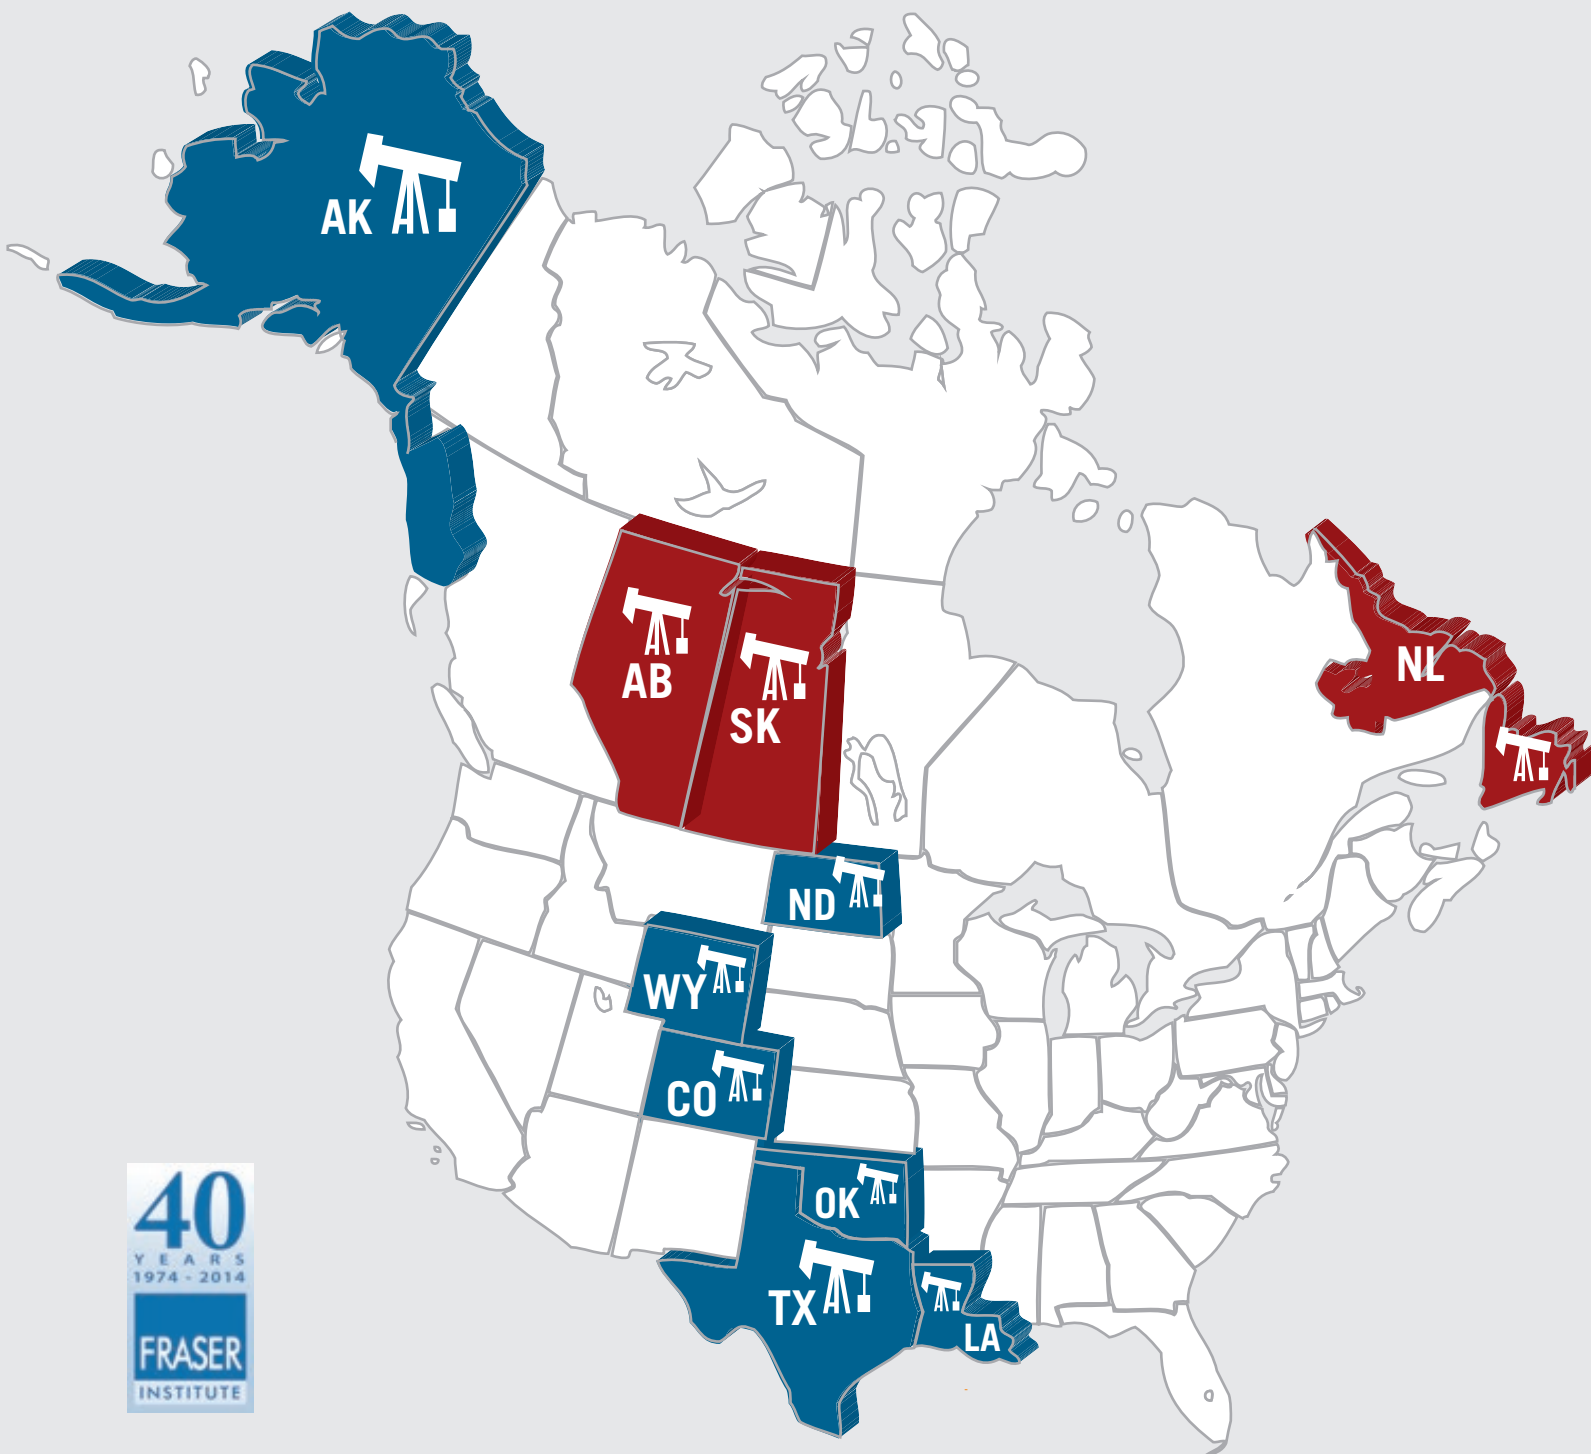 AK
AB
SK
NL
ND
WY
CO
OK
TX
LA
40
YEARS
1974 - 2014
FRASER
INSTITUTE